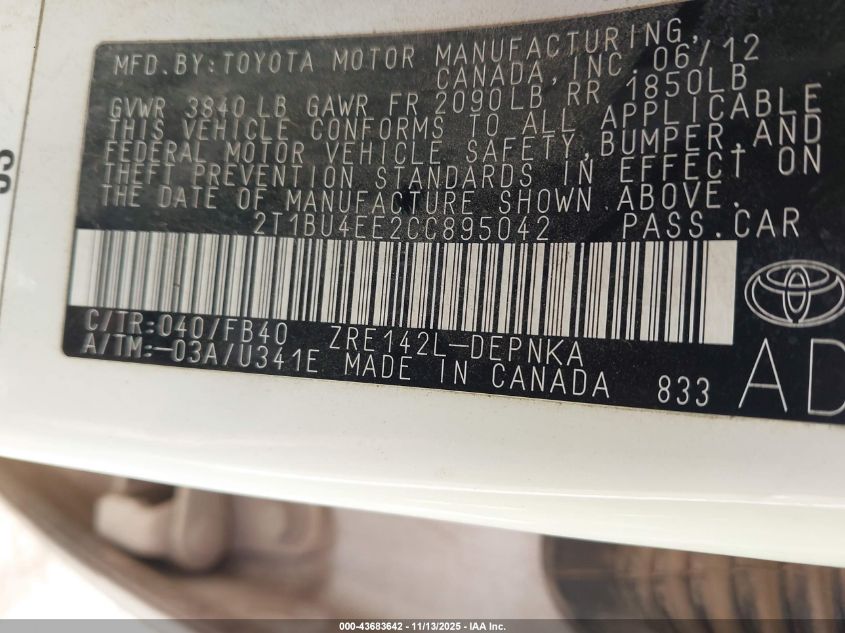 MFD.BY:TOYOTA MOTOR MANUFACTURING,
CANADA, INC. 06/12
GVWR 3840 LB GAWR FR 2090LB RR 1850LB
THIS VEHICLE CONFORMS TO ALL APPLICABLE
FEDERAL MOTOR VEHICLE SAFETY,BUMPER,AND
THEFT PREVENTION STANDARDS IN EFFECT ON
THE DATE OF MANUFACTURE SHOWN ABOVE.
2T1BU4EE2CC895042 PASS.CAR
C/TR:040/FB40 ZRE142L-DEPNKA
A/TM:-03A/U341E MADE IN CANADA 833
AD
000-43683642 - 11/13/2025 - IAA Inc.